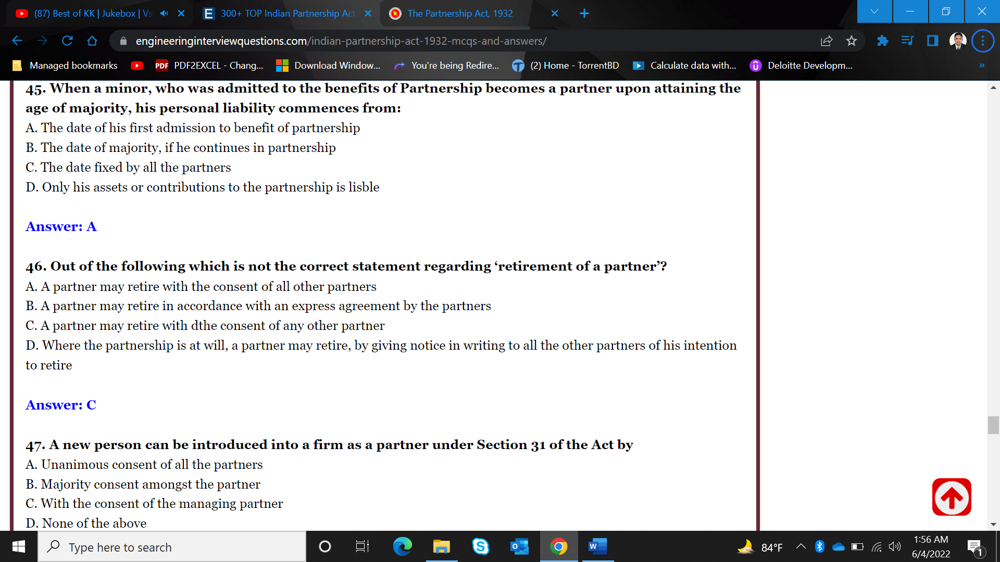 (87) Best of KK | Jukebox | Vs
300+ TOP Indian Partnership Act
The Partnership Act, 1932
engineeringinterviewquestions.com/indian-partnership-act-1932-mcqs-and-answers/
Managed bookmarks
PDF PDF2EXCEL - Chang...
Download Window...
You're being Redire...
(2) Home - TorrentBD
Calculate data with...
Deloitte Developm...
45. When a minor, who was admitted to the benefits of Partnership becomes a partner upon attaining the
age of majority, his personal liability commences from:
A. The date of his first admission to benefit of partnership
B. The date of majority, if he continues in partnership
C. The date fixed by all the partners
D. Only his assets or contributions to the partnership is lisble
Answer: A
46. Out of the following which is not the correct statement regarding ‘retirement of a partner’?
A. A partner may retire with the consent of all other partners
B. A partner may retire in accordance with an express agreement by the partners
C. A partner may retire with dthe consent of any other partner
D. Where the partnership is at will, a partner may retire, by giving notice in writing to all the other partners of his intention
to retire
Answer: C
47. A new person can be introduced into a firm as a partner under Section 31 of the Act by
A. Unanimous consent of all the partners
B. Majority consent amongst the partner
C. With the consent of the managing partner
D. None of the above
Type here to search
84°F
1:56 AM
6/4/2022
1